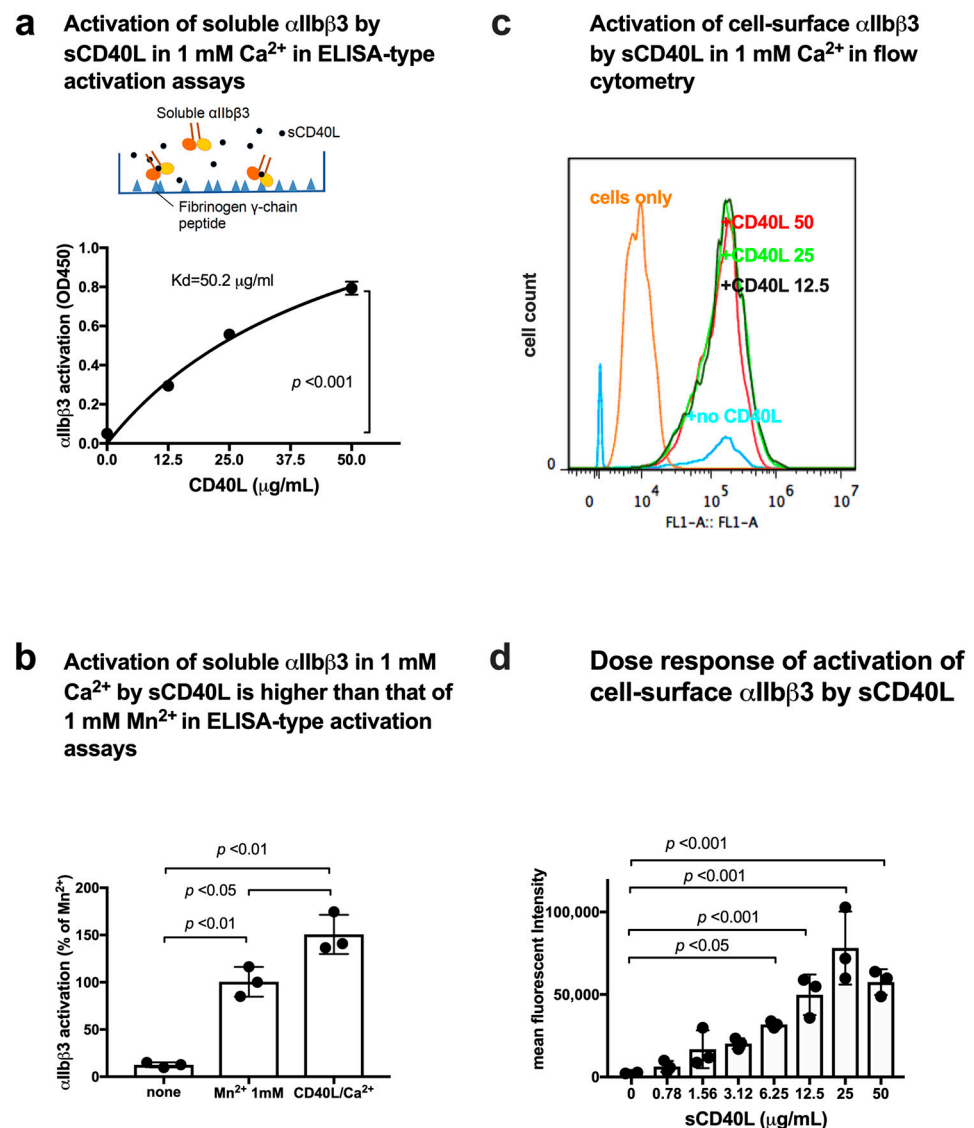 a
Activation of soluble αIIbβ3 by
sCD40L in 1 mM Ca²⁺ in ELISA-type
activation assays
Soluble αIIbβ3
sCD40L
Fibrinogen γ-chain
peptide
αIIbβ3 activation (OD450)
1.0
0.8
0.6
0.4
0.2
0.0
Kd=50.2 μg/ml
p <0.001
0.0 12.5 25.0 37.5 50.0
CD40L (μg/mL)
c
Activation of cell-surface αIIbβ3
by sCD40L in 1 mM Ca²⁺ in flow
cytometry
cell count
cells only
+CD40L 50
+CD40L 25
+CD40L 12.5
+no CD40L
0
0 10⁴ 10⁵ 10⁶ 10⁷
FL1-A:: FL1-A
b
Activation of soluble αIIbβ3 in 1 mM
Ca²⁺ by sCD40L is higher than that of
1 mM Mn²⁺ in ELISA-type activation
assays
αIIbβ3 activation (% of Mn²⁺)
200
150
100
50
0
p <0.01
p <0.05
p <0.01
none Mn²⁺ 1mM CD40L/Ca²⁺
d
Dose response of activation of
cell-surface αIIbβ3 by sCD40L
mean fluorescent Intensity
100,000
50,000
0
p <0.001
p <0.001
p <0.001
p <0.05
0 0.78 1.56 3.12 6.25 12.5 25 50
sCD40L (μg/mL)